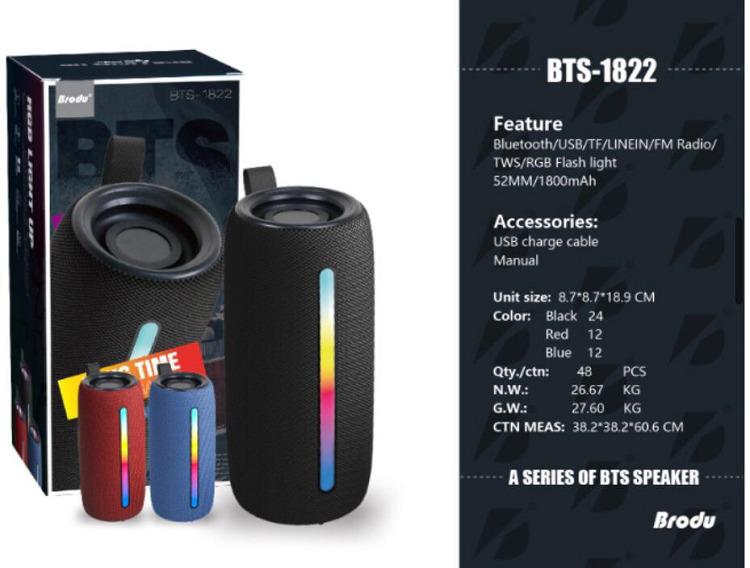 Brodu®
BTS-1822
BTS
RGB LIGHT UP
TIME
BTS-1822
Feature
Bluetooth/USB/TF/LINEIN/FM Radio/
TWS/RGB Flash light
52MM/1800mAh
Accessories:
USB charge cable
Manual
Unit size: 8.7*8.7*18.9 CM
Color: Black 24
Red 12
Blue 12
Qty./ctn: 48 PCS
N.W.: 26.67 KG
G.W.: 27.60 KG
CTN MEAS: 38.2*38.2*60.6 CM
A SERIES OF BTS SPEAKER
Brodu